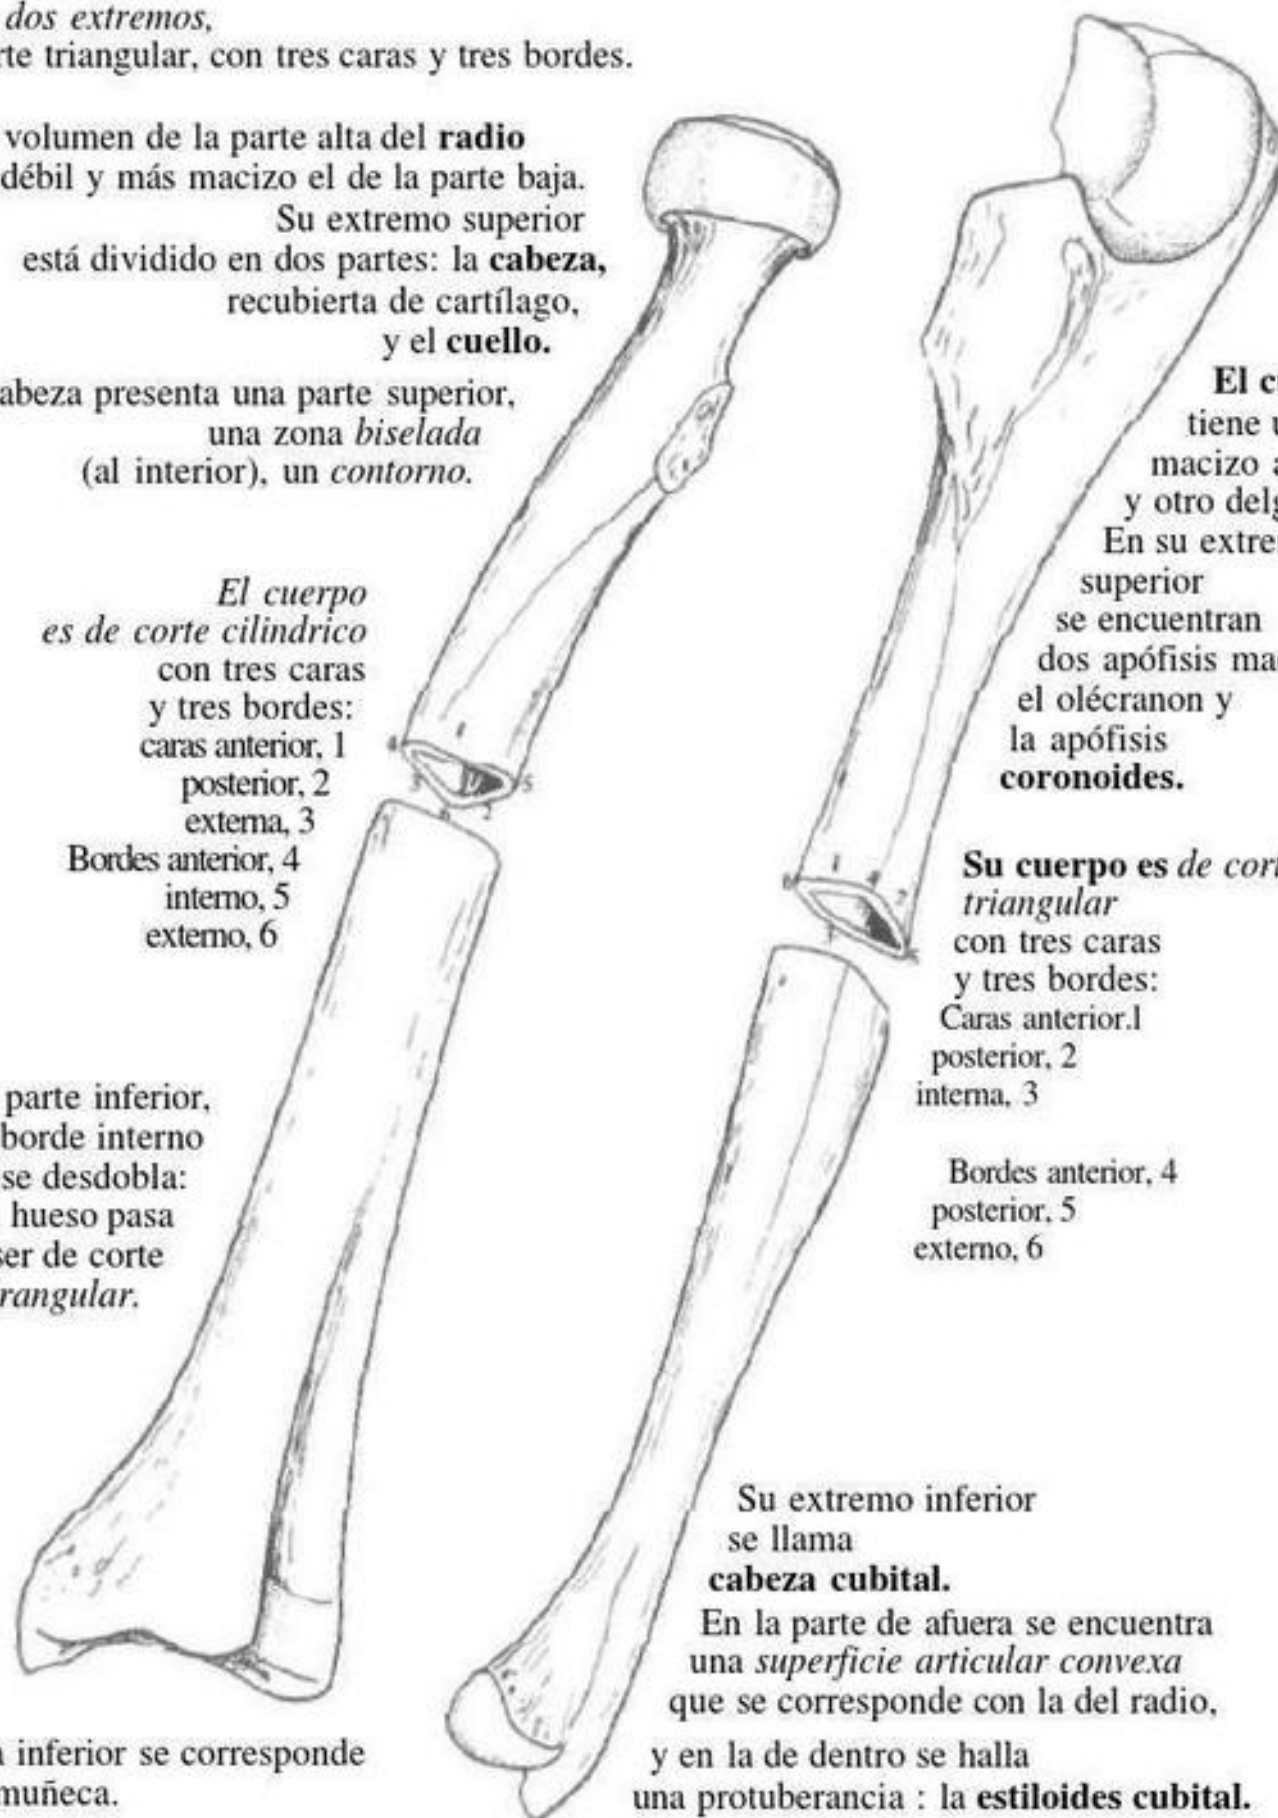 dos extremos,
rte triangular, con tres caras y tres bordes.
volumen de la parte alta del radio
débil y más macizo el de la parte baja.
Su extremo superior
está dividido en dos partes: la cabeza,
recubierta de cartílago,
y el cuello.
abeza presenta una parte superior,
una zona biselada
(al interior), un contorno.
El cuerpo
es de corte cilindrico
con tres caras
y tres bordes:
caras anterior, 1
posterior, 2
externa, 3
Bordes anterior, 4
interno, 5
externo, 6
parte inferior,
borde interno
se desdobla:
hueso pasa
ser de corte
rangular.
a inferior se corresponde
muñeca.
El cu
tiene u
macizo a
y otro delg
En su extre
superior
se encuentran
dos apófisis ma
el olécranon y
la apófisis
coronoides.
Su cuerpo es de cort
triangular
con tres caras
y tres bordes:
Caras anterior.l
posterior, 2
interna, 3
Bordes anterior, 4
posterior, 5
externo, 6
Su extremo inferior
se llama
cabeza cubital.
En la parte de afuera se encuentra
una superficie articular convexa
que se corresponde con la del radio,
y en la de dentro se halla
una protuberancia : la estiloides cubital.